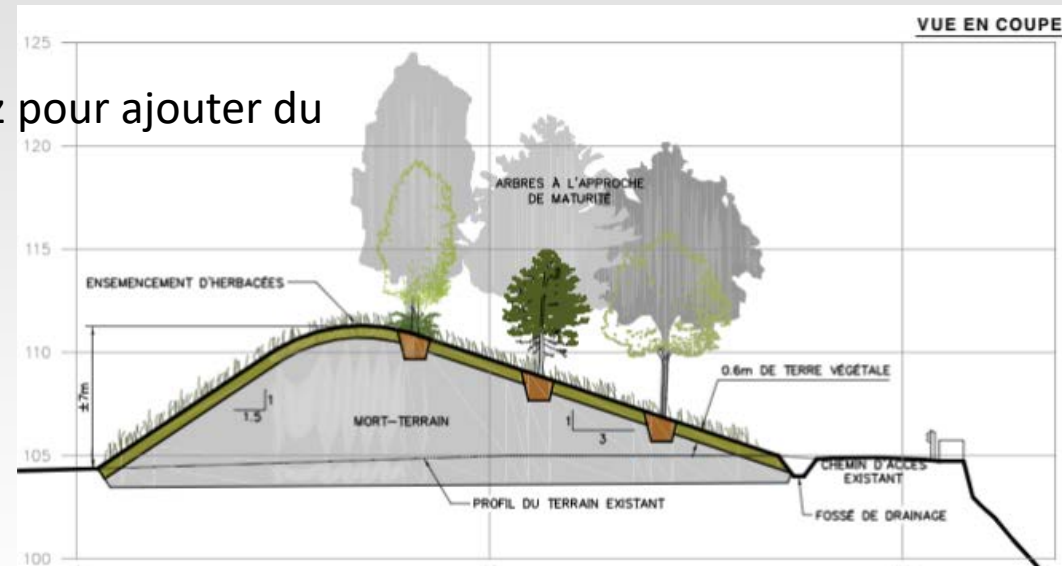 VUE EN COUPE
125
z pour ajouter du
120
ARBRES À L'APPROCHE
DE MATURITÉ
115
ENSEMENCEMENT D'HERBACÉES
110
±7m
0.6m DE TERRE VÉGÉTALE
1
1.5
MORT-TERRAIN
1
3
105
CHEMIN D'ACCÈS
EXISTANT
PROFIL DU TERRAIN EXISTANT
FOSSÉ DE DRAINAGE
100